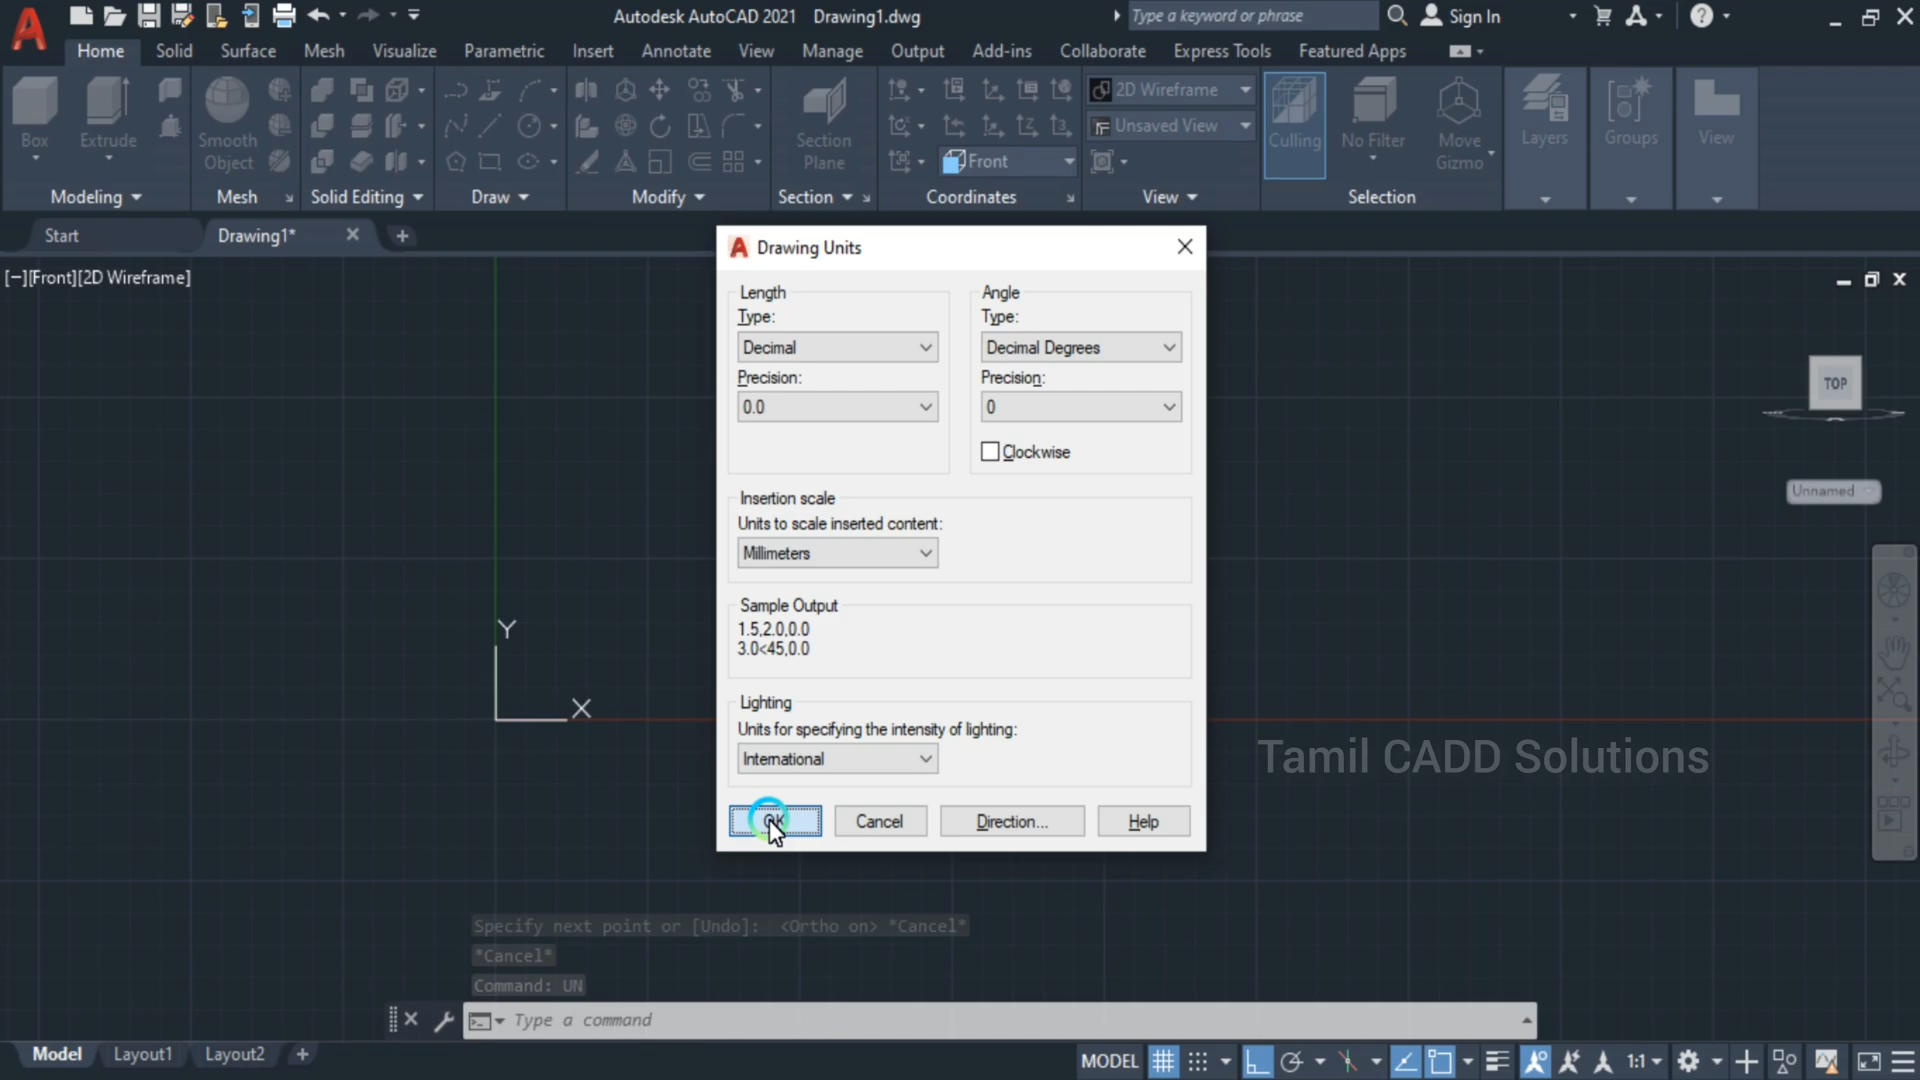 Autodesk AutoCAD 2021 Drawing1.dwg
Type a keyword or phrase
Sign In
Home Solid Surface Mesh Visualize Parametric Insert Annotate View Manage Output Add-ins Collaborate Express Tools Featured Apps
Box
Extrude
Smooth Object
Section Plane
Front
2D Wireframe
Unsaved View
Culling
No Filter
Move Gizmo
Layers
Groups
View
Modeling Mesh Solid Editing Draw Modify Section Coordinates View Selection
Start Drawing1*
[−][Front][2D Wireframe]
Drawing Units
Length
Type:
Decimal
Precision:
0.0
Angle
Type:
Decimal Degrees
Precision:
0
Clockwise
Insertion scale
Units to scale inserted content:
Millimeters
Sample Output
1.5,2.0,0.0
3.0<45,0.0
Lighting
Units for specifying the intensity of lighting:
International
OK Cancel Direction... Help
TOP
Unnamed
Y
X
Tamil CADD Solutions
Specify next point or [Undo]: <Ortho on> *Cancel*
*Cancel*
Command: UN
Type a command
Model Layout1 Layout2
MODEL
1:1